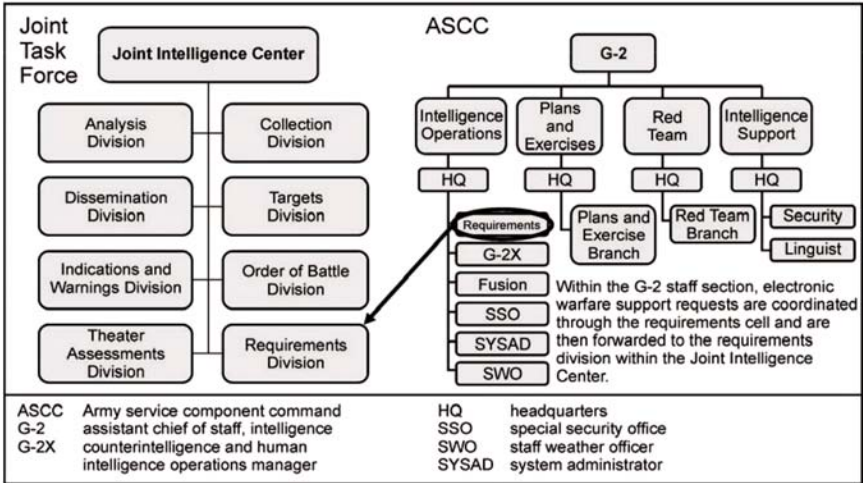 Joint
Task
Force
Joint Intelligence Center
Analysis
Division
Collection
Division
Dissemination
Division
Targets
Division
Indications and
Warnings Division
Order of Battle
Division
Theater
Assessments
Division
Requirements
Division
ASCC
G-2
Intelligence
Operations
Plans
and
Exercises
Red
Team
Intelligence
Support
HQ
HQ
HQ
HQ
Requirements
G-2X
Fusion
SSO
SYSAD
SWO
Plans and
Exercise
Branch
Red Team
Branch
Security
Linguist
Within the G-2 staff section, electronic
warfare support requests are coordinated
through the requirements cell and are
then forwarded to the requirements
division within the Joint Intelligence
Center.
ASCC Army service component command
G-2 assistant chief of staff, intelligence
G-2X counterintelligence and human
intelligence operations manager
HQ headquarters
SSO special security office
SWO staff weather officer
SYSAD system administrator